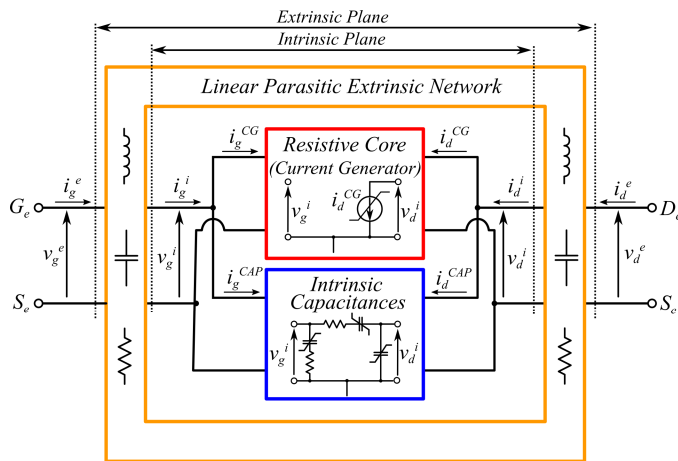 Extrinsic Plane
Intrinsic Plane
Linear Parasitic Extrinsic Network
i_g^CG
Resistive Core
(Current Generator)
i_d^CG
i_g^e
i_g^i
v_g^i
i_d^CG
v_d^i
i_d^i
i_d^e
G_e
D_e
v_g^e
v_g^i
v_d^i
v_d^e
i_g^CAP
Intrinsic
Capacitances
i_d^CAP
S_e
S_e
v_g^i
v_d^i